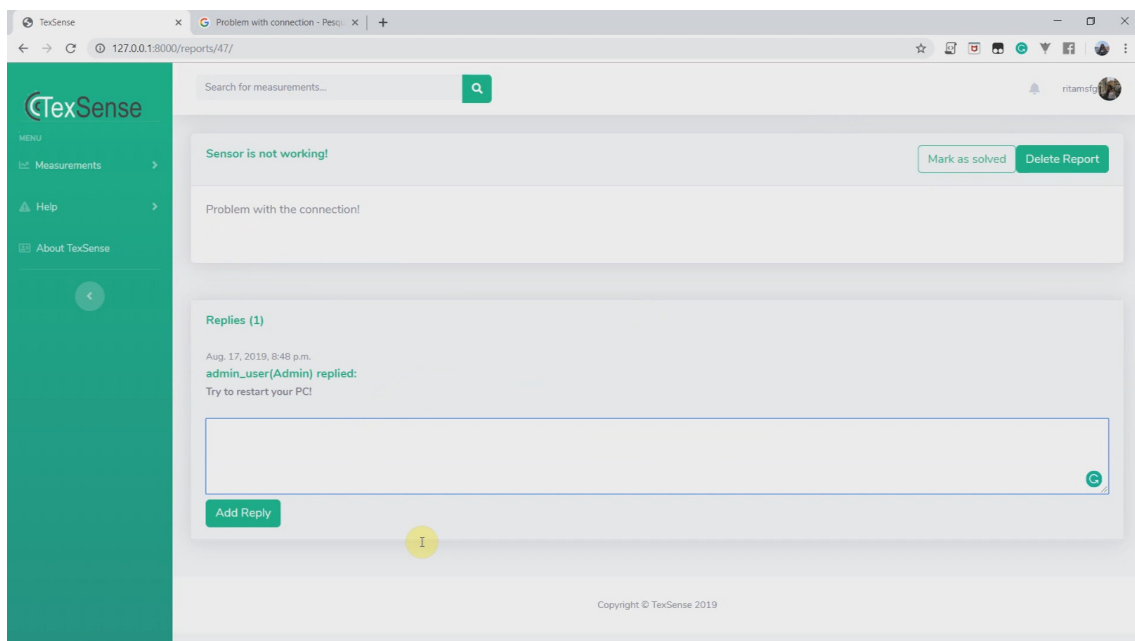 TexSense
Problem with connection - Pesq
127.0.0.1:8000/reports/47/
TexSense
Search for measurements...
ritamsfg
MENU
Measurements
Help
About TexSense
Sensor is not working!
Mark as solved
Delete Report
Problem with the connection!
Replies (1)
Aug. 17, 2019, 8:48 p.m.
admin_user(Admin) replied:
Try to restart your PC!
Add Reply
Copyright © TexSense 2019